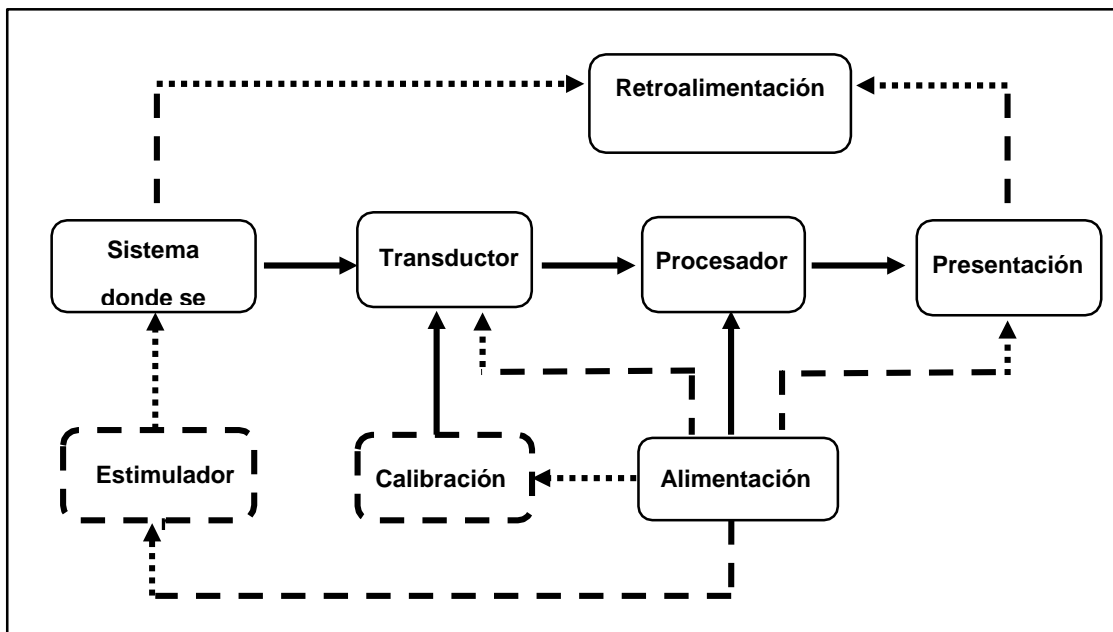 Retroalimentación
Sistema
donde se
Transductor
Procesador
Presentación
Estimulador
Calibración
Alimentación